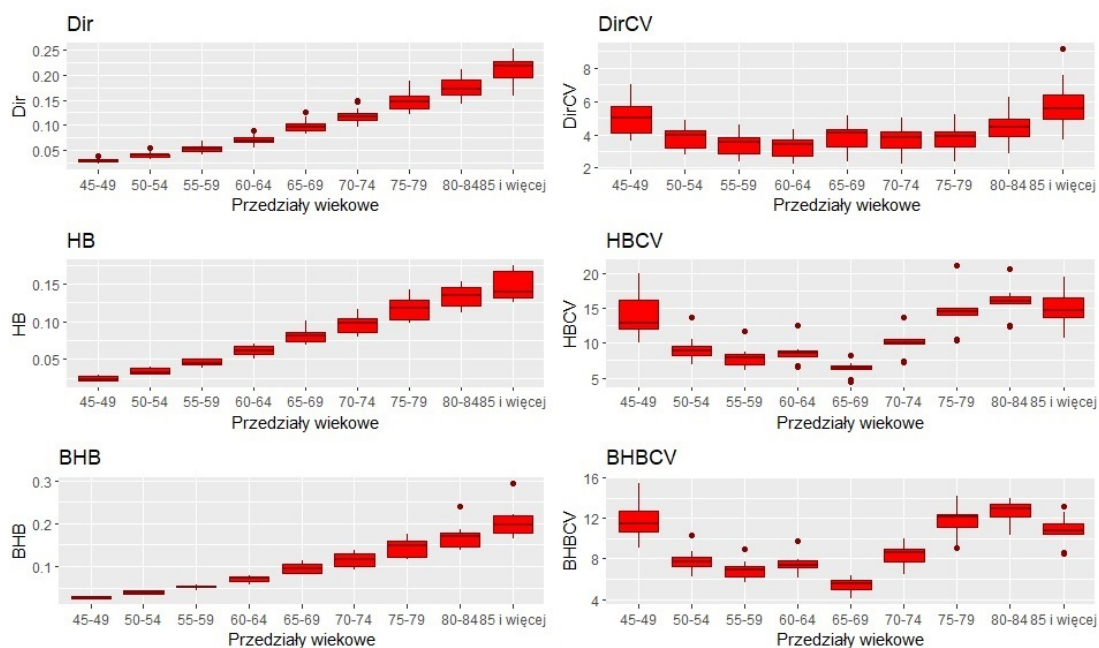 Dir
Dir
0.25
0.20
0.15
0.10
0.05
45-49 50-54 55-59 60-64 65-69 70-74 75-79 80-84 85 i więcej
Przedziały wiekowe
DirCV
DirCV
8
6
4
2
45-49 50-54 55-59 60-64 65-69 70-74 75-79 80-84 85 i więcej
Przedziały wiekowe
HB
HB
0.15
0.10
0.05
45-49 50-54 55-59 60-64 65-69 70-74 75-79 80-84 85 i więcej
Przedziały wiekowe
HBCV
HBCV
20
15
10
5
45-49 50-54 55-59 60-64 65-69 70-74 75-79 80-84 85 i więcej
Przedziały wiekowe
BHB
BHB
0.3
0.2
0.1
45-49 50-54 55-59 60-64 65-69 70-74 75-79 80-84 85 i więcej
Przedziały wiekowe
BHBCV
BHBCV
16
12
8
4
45-49 50-54 55-59 60-64 65-69 70-74 75-79 80-84 85 i więcej
Przedziały wiekowe